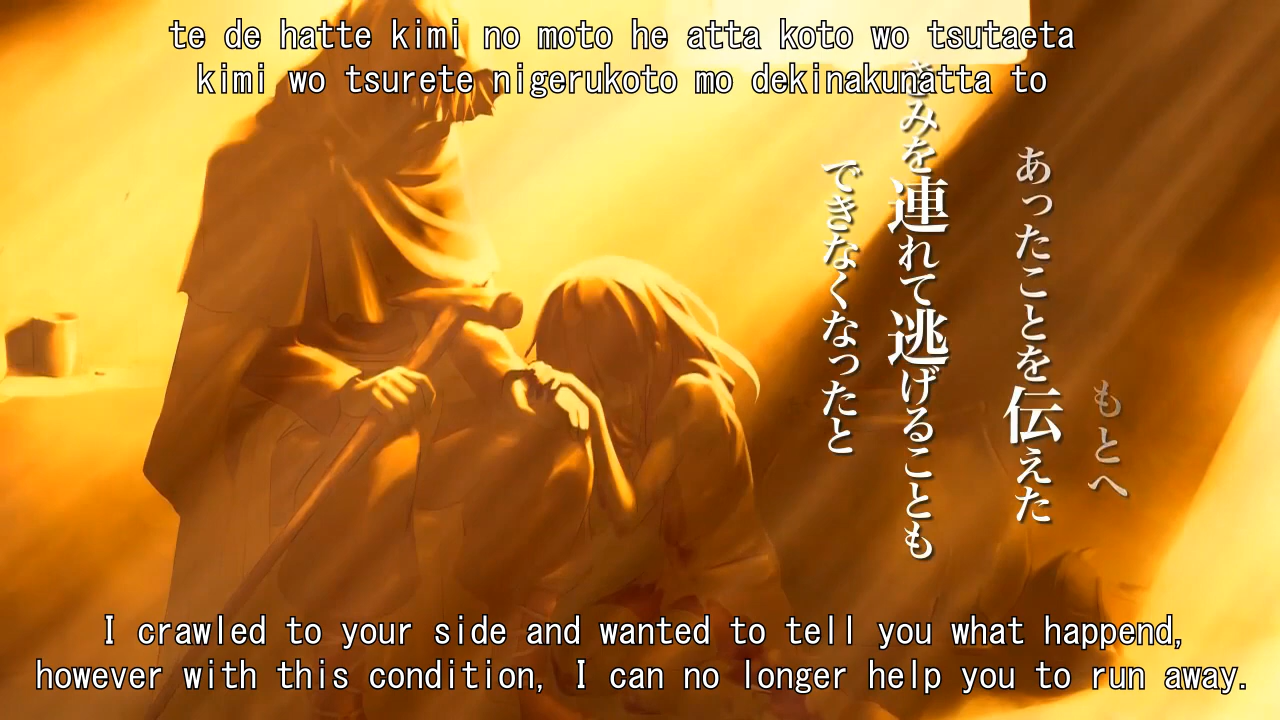 te de hatte kimi no moto he atta koto wo tsutaeta
kimi wo tsurete nigerukoto mo dekinakunatta to
もとへ
あったことを伝えた
きみを連れて逃げることも
できなくなったと
I crawled to your side and wanted to tell you what happend,
however with this condition, I can no longer help you to run away.